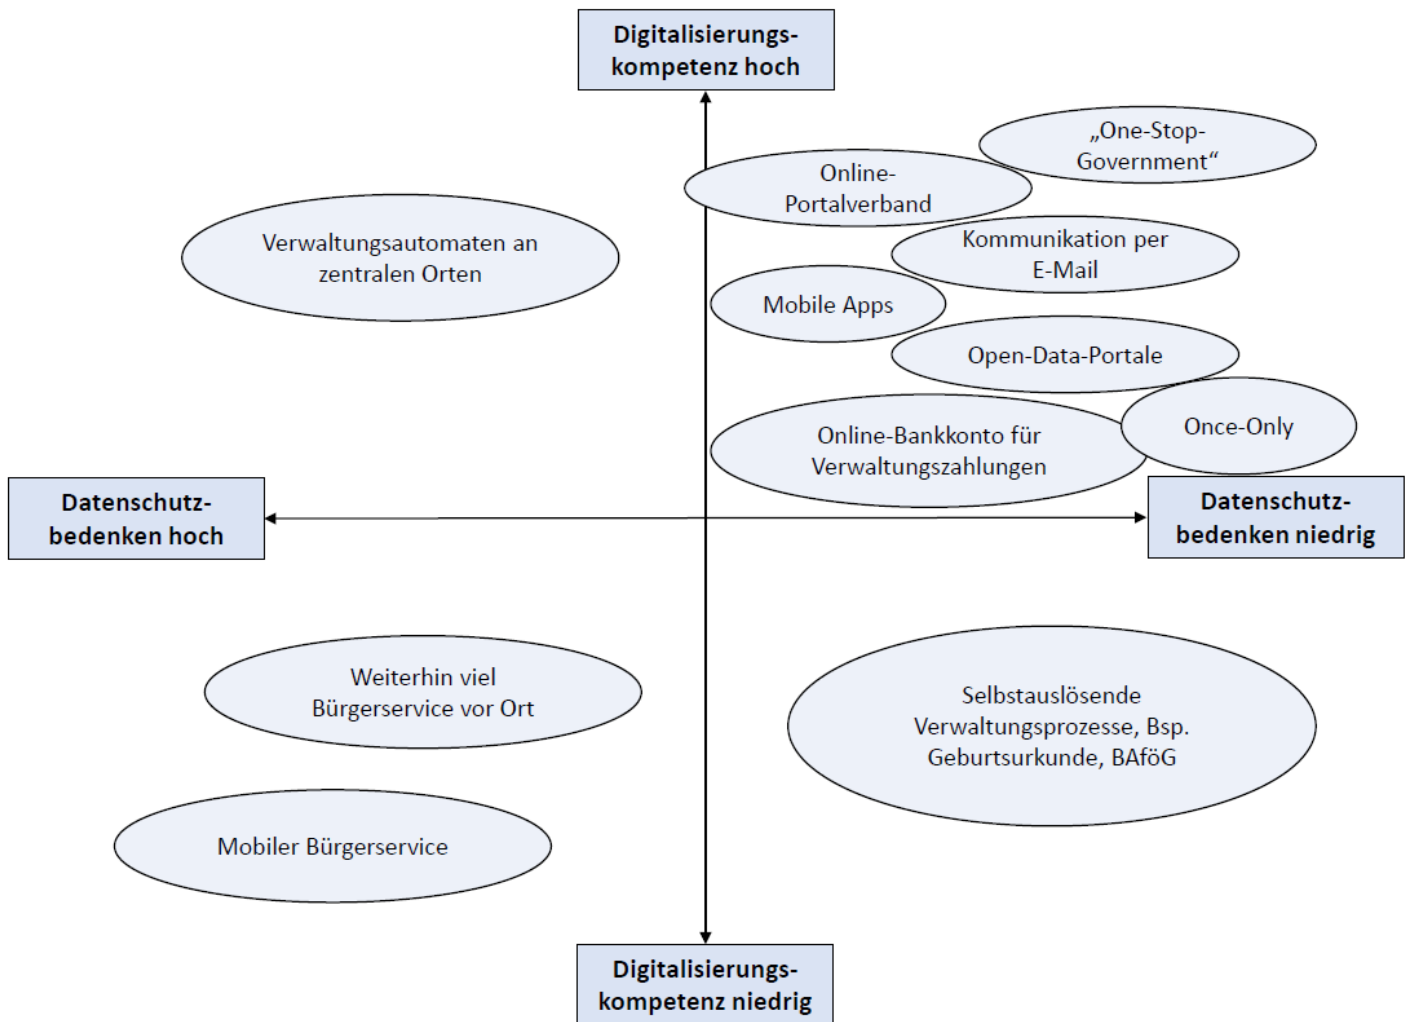 Digitalisierungs-
kompetenz hoch
„One-Stop-
Government“
Online-
Portalverband
Verwaltungsautomaten an
zentralen Orten
Kommunikation per
E-Mail
Mobile Apps
Open-Data-Portale
Online-Bankkonto für
Verwaltungszahlungen
Once-Only
Datenschutz-
bedenken hoch
Datenschutz-
bedenken niedrig
Weiterhin viel
Bürgerservice vor Ort
Selbstauslösende
Verwaltungsprozesse, Bsp.
Geburtsurkunde, BAföG
Mobiler Bürgerservice
Digitalisierungs-
kompetenz niedrig